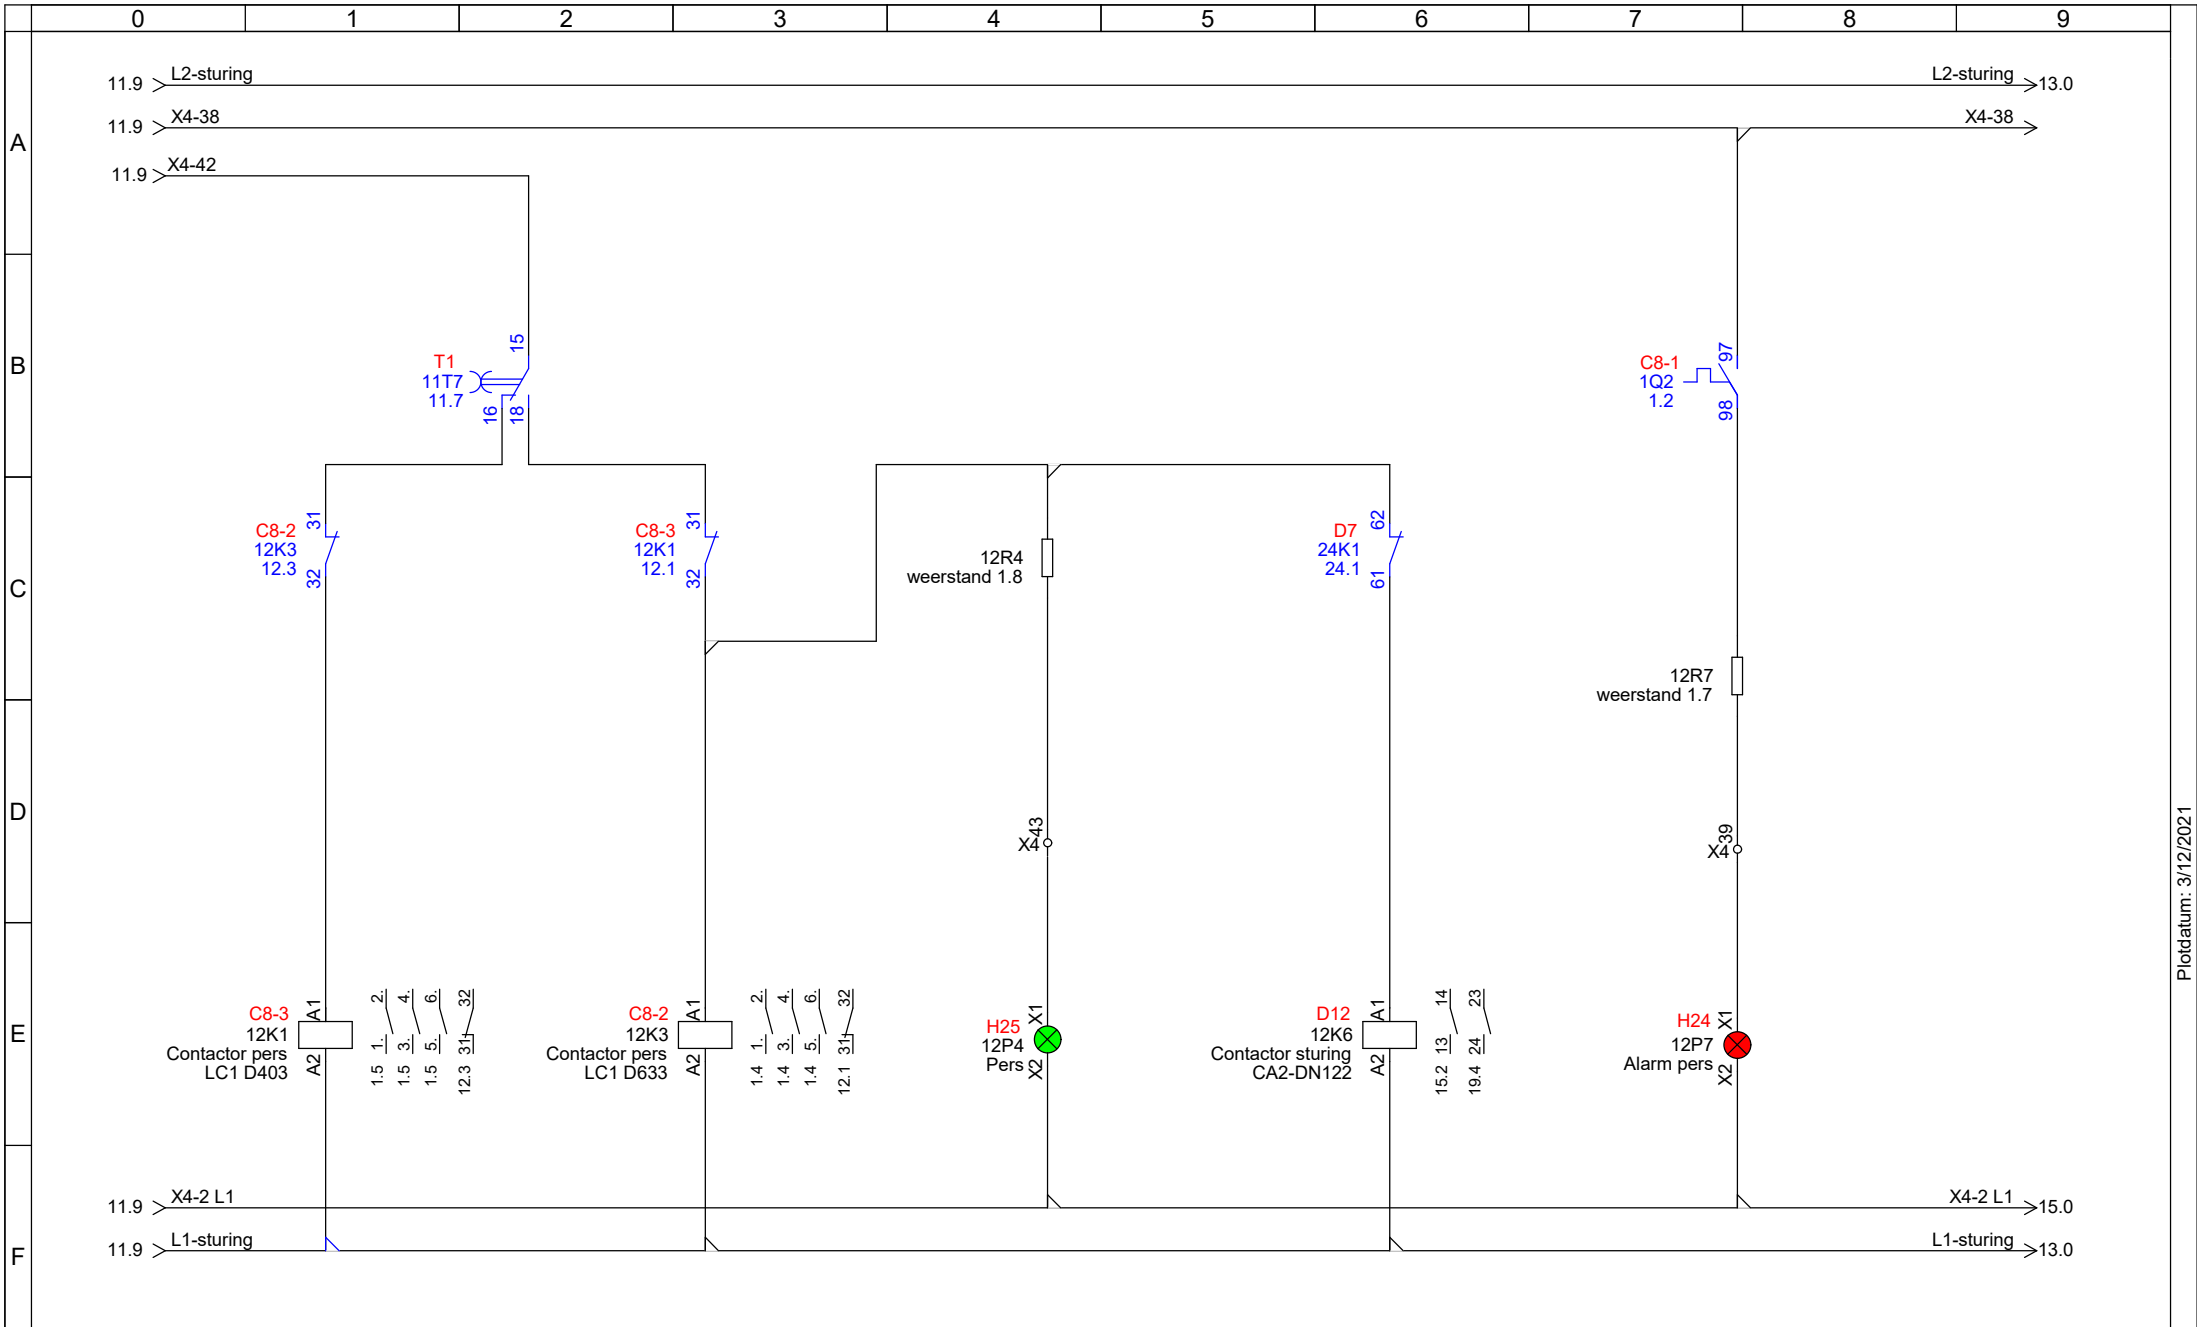 0 1 2 3 4 5 6 7 8 9
A
B
C
D
E
F
11.9 L2-sturing L2-sturing 13.0
11.9 X4-38 X4-38
11.9 X4-42
T1
11T7
11.7
15
16
18
C8-1
1Q2
1.2
97
98
C8-2
12K3
12.3
31
32
C8-3
12K1
12.1
31
32
12R4
weerstand 1.8
D7
24K1
24.1
62
61
12R7
weerstand 1.7
X4
43
X4
39
C8-3
12K1
Contactor pers
LC1 D403
A1
A2
2. 4. 6. 32
1. 3. 5. 31
1.5 1.5 1.5 12.3
C8-2
12K3
Contactor pers
LC1 D633
A1
A2
2. 4. 6. 32
1. 3. 5. 31
1.4 1.4 1.4 12.1
H25
12P4
Pers
X1
X2
D12
12K6
Contactor sturing
CA2-DN122
A1
A2
14 23
13 24
15.2 19.4
H24
12P7
Alarm pers
X1
X2
11.9 X4-2 L1 X4-2 L1 15.0
11.9 L1-sturing L1-sturing 13.0
Plotdatum: 3/12/2021